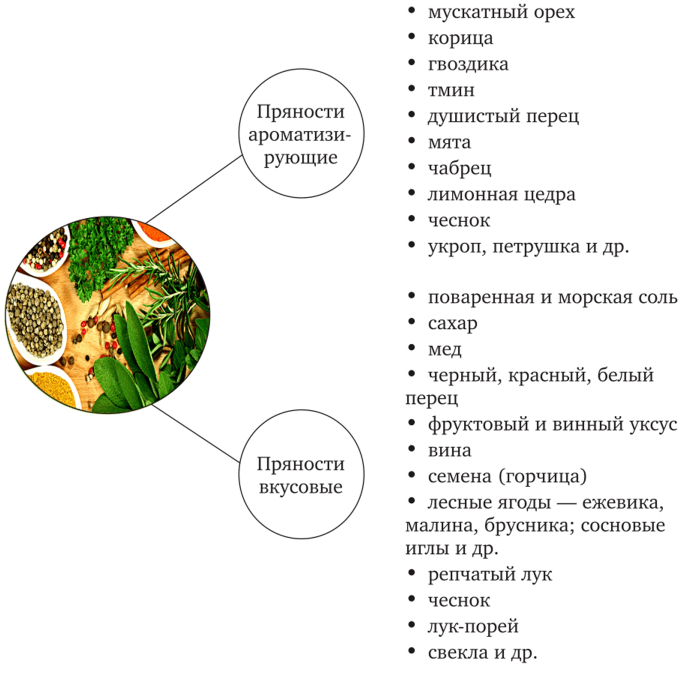 Пряности
ароматизи-
рующие
• мускатный орех
• корица
• гвоздика
• тмин
• душистый перец
• мята
• чабрец
• лимонная цедра
• чеснок
• укроп, петрушка и др.
Пряности
вкусовые
• поваренная и морская соль
• сахар
• мед
• черный, красный, белый
перец
• фруктовый и винный уксус
• вина
• семена (горчица)
• лесные ягоды — ежевика,
малина, брусника; сосновые
иглы и др.
• репчатый лук
• чеснок
• лук-порей
• свекла и др.